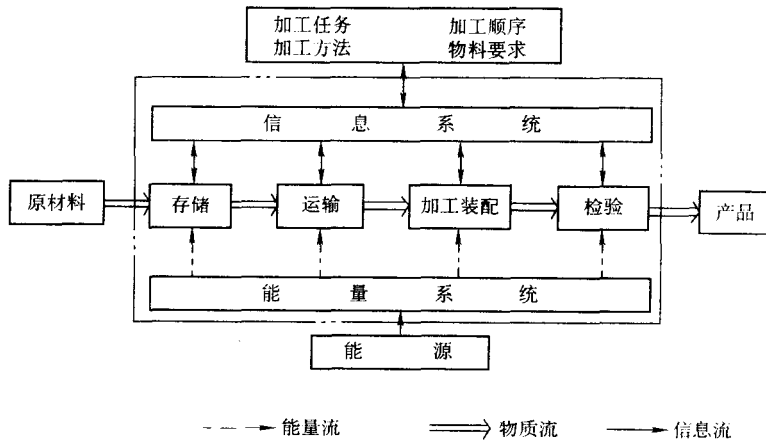 加工任务 加工顺序
加工方法 物料要求
信息系统
原材料 存储 运输 加工装配 检验 产品
能量系统
能源
能量流 物质流 信息流